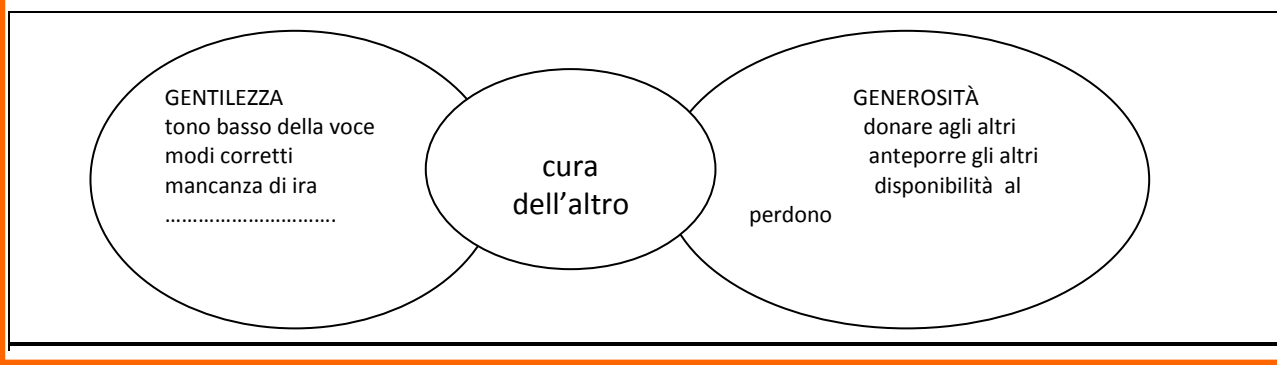 GENTILEZZA
tono basso della voce
modi corretti
mancanza di ira
………………………….
cura
dell’altro
GENEROSITÀ
donare agli altri
anteporre gli altri
disponibilità al
perdono